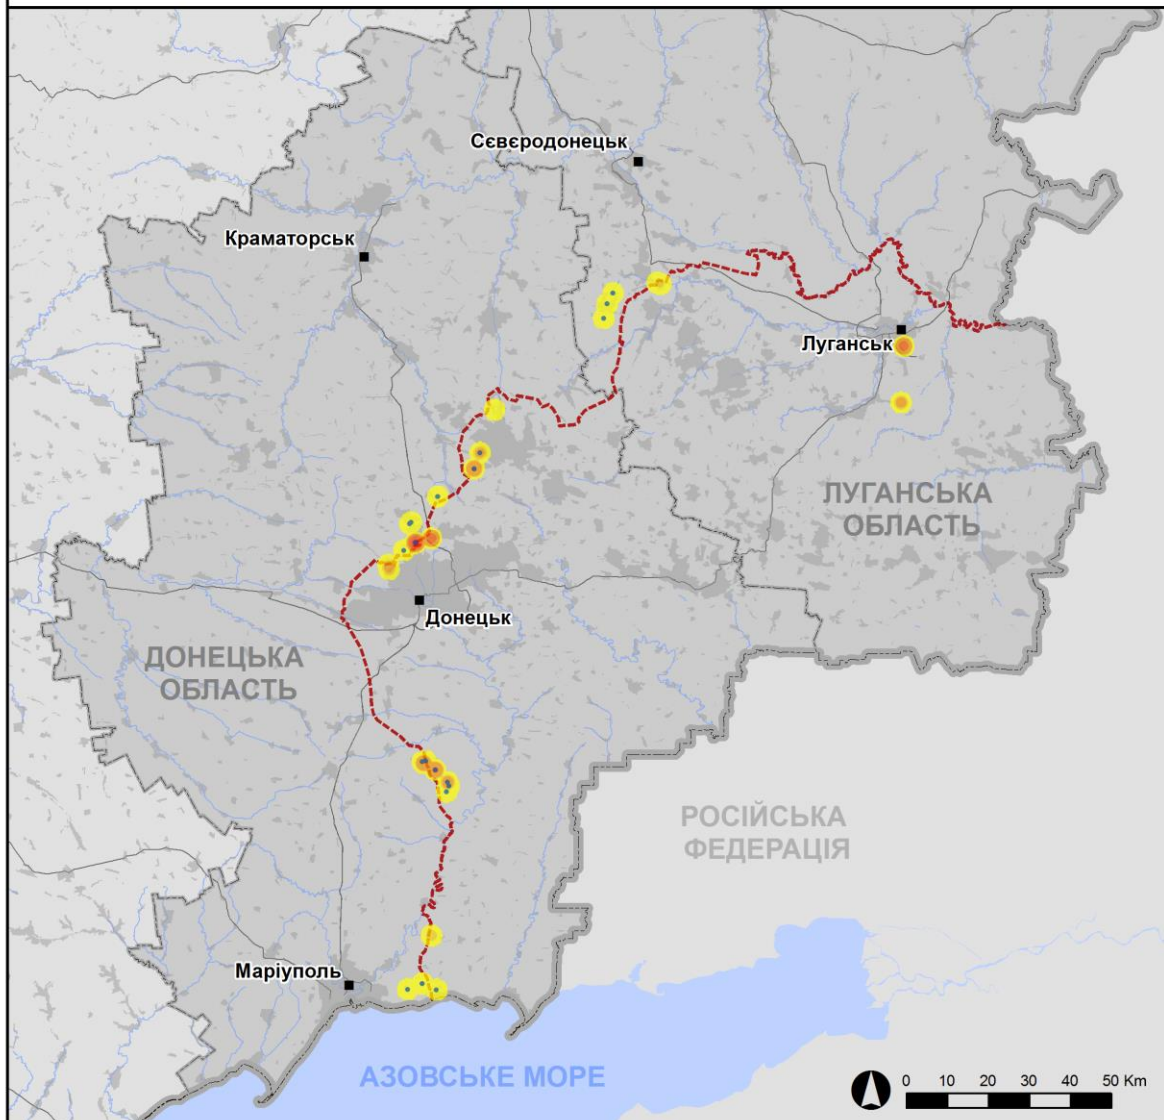 Сєвєродонецьк
Краматорськ
Луганськ
ЛУГАНСЬКА
ОБЛАСТЬ
Донецьк
ДОНЕЦЬКА
ОБЛАСТЬ
РОСІЙСЬКА
ФЕДЕРАЦІЯ
Маріуполь
АЗОВСЬКЕ МОРЕ
0 10 20 30 40 50 Km